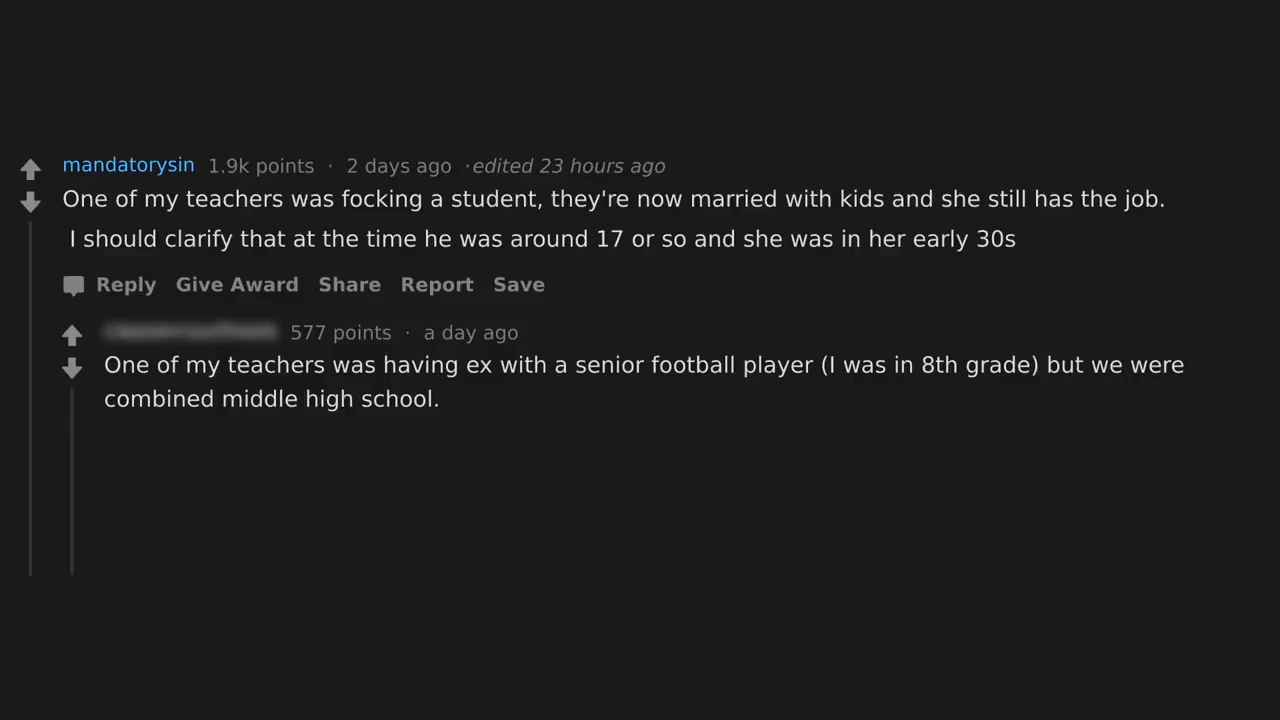 mandatorysin 1.9k points · 2 days ago ·edited 23 hours ago
One of my teachers was focking a student, they're now married with kids and she still has the job.
I should clarify that at the time he was around 17 or so and she was in her early 30s
Reply Give Award Share Report Save
577 points · a day ago
One of my teachers was having ex with a senior football player (I was in 8th grade) but we were
combined middle high school.